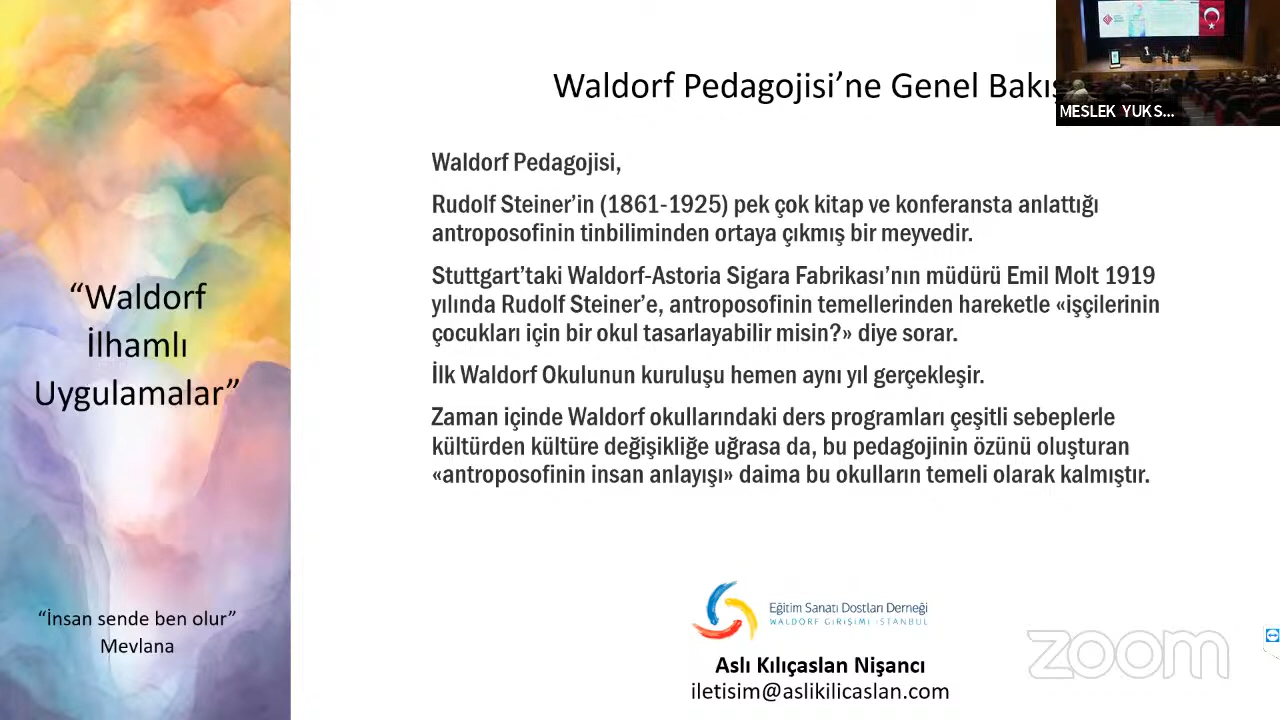 Waldorf Pedagojisi’ne Genel Bakış
MESLEK YUKS...
Waldorf Pedagojisi,
Rudolf Steiner’in (1861-1925) pek çok kitap ve konferansta anlattığı
antroposofinin tinbiliminden ortaya çıkmış bir meyvedir.
Stuttgart’taki Waldorf-Astoria Sigara Fabrikası’nın müdürü Emil Molt 1919
yılında Rudolf Steiner’e, antroposofinin temellerinden hareketle «işçilerinin
çocukları için bir okul tasarlayabilir misin?» diye sorar.
İlk Waldorf Okulunun kuruluşu hemen aynı yıl gerçekleşir.
Zaman içinde Waldorf okullarındaki ders programları çeşitli sebeplerle
kültürden kültüre değişikliğe uğrasa da, bu pedagojinin özünü oluşturan
«antroposofinin insan anlayışı» daima bu okulların temeli olarak kalmıştır.
“Waldorf
İlhamlı
Uygulamalar”
“İnsan sende ben olur”
Mevlana
Eğitim Sanatı Dostları Derneği
WALDORF GİRİŞİMİ İSTANBUL
Aslı Kılıçaslan Nişancı
iletisim@aslikilicaslan.com
zoom